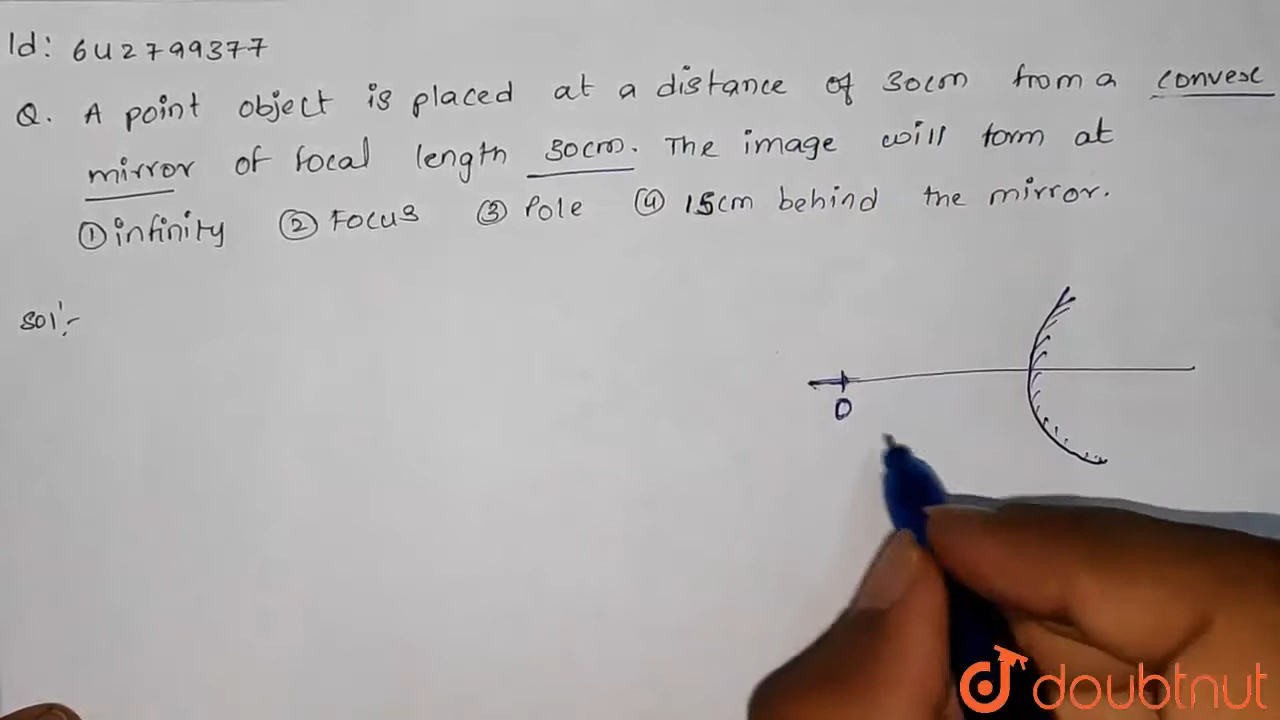 Id: 642799377
Q. A point object is placed at a distance of 30cm from a convex
mirror of focal length 30cm. The image will form at
① infinity ② Focus ③ Pole ④ 15cm behind the mirror.
Sol':-
O
doubtnut